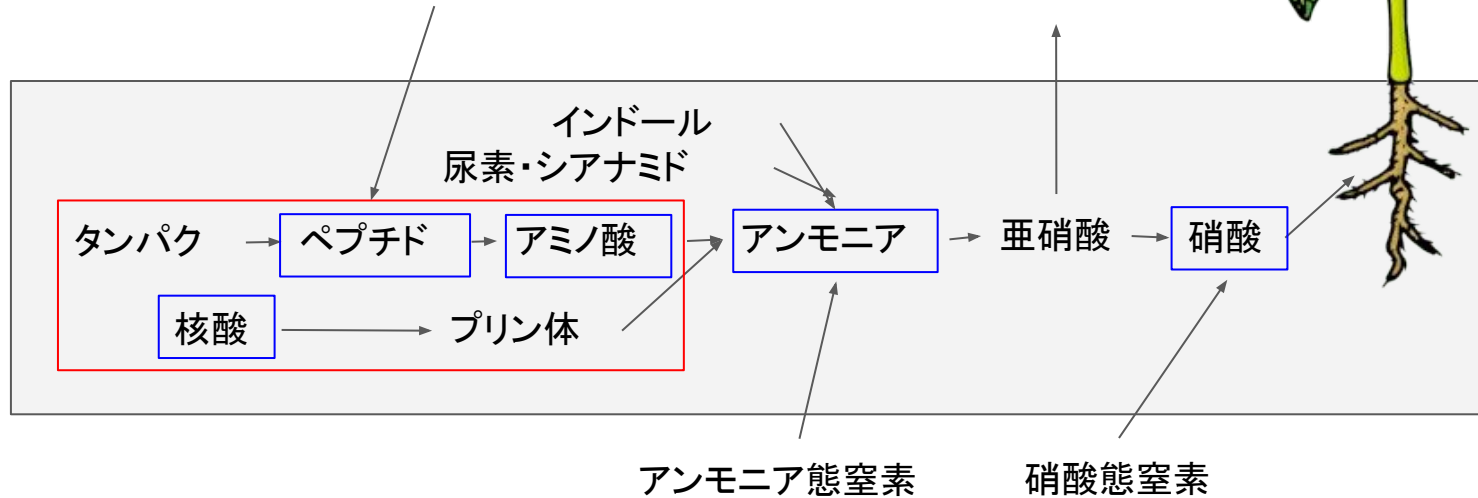 インドール
尿素・シアナミド
タンパク ペプチド アミノ酸 アンモニア 亜硝酸 硝酸
核酸 プリン体
アンモニア態窒素 硝酸態窒素